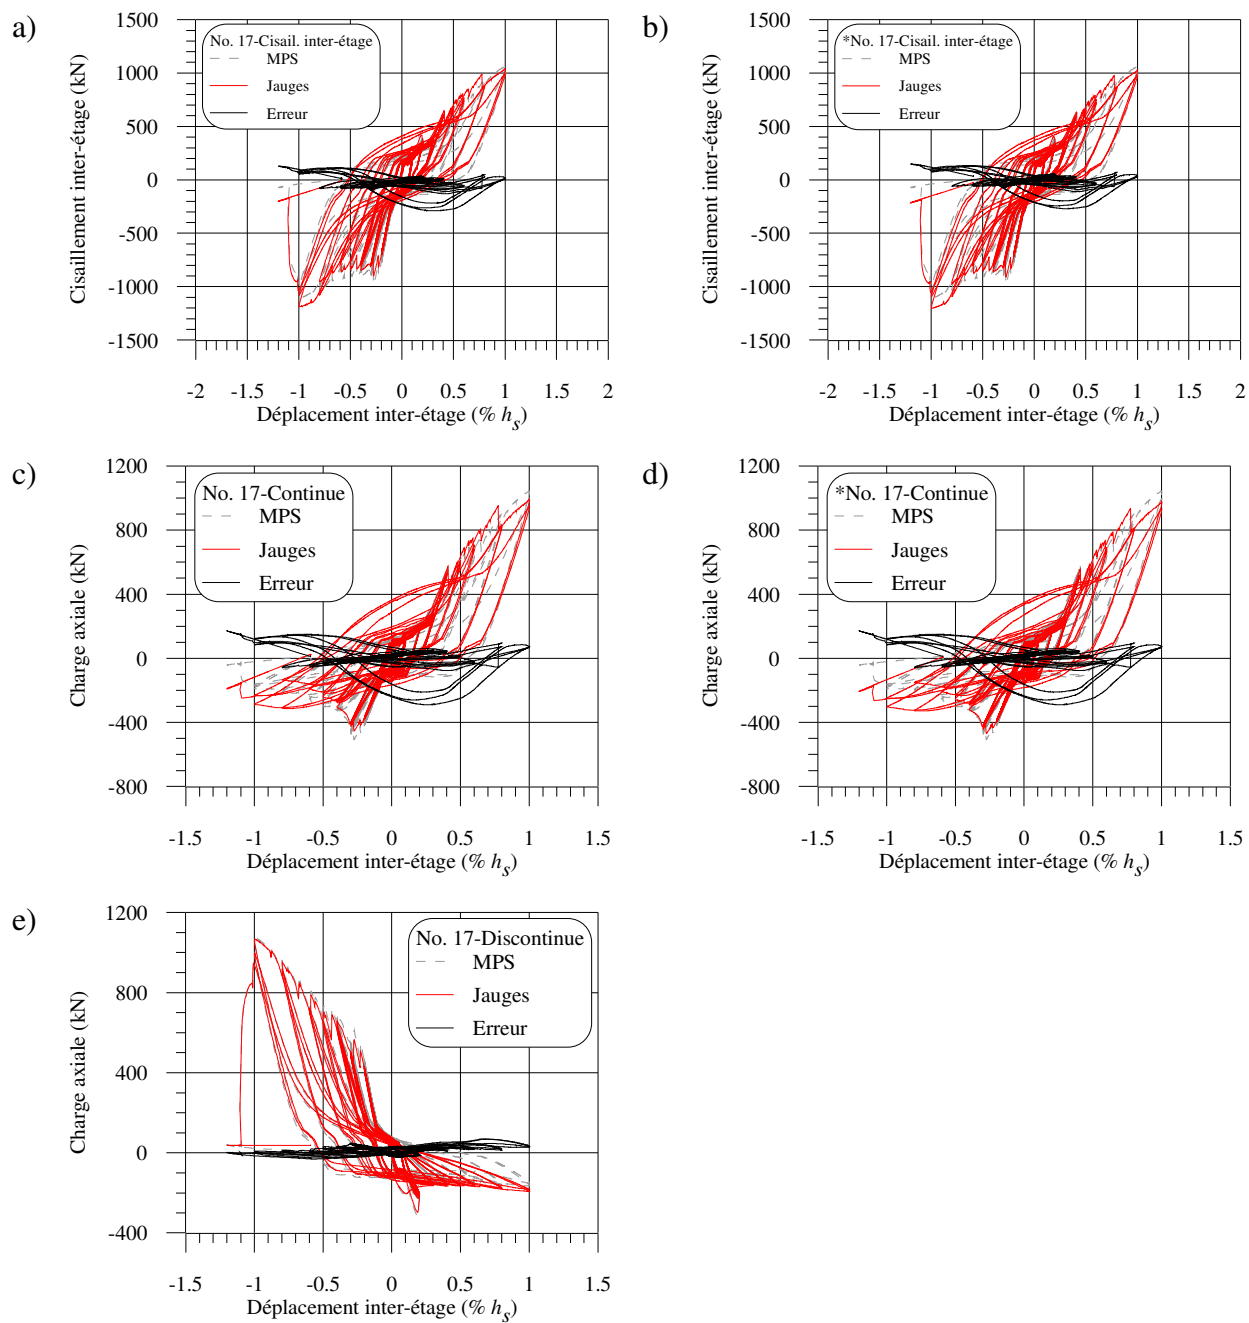 a)
Cisaillement inter-étage (kN)
1500
1000
500
0
-500
-1000
-1500
No. 17-Cisail. inter-étage
MPS
Jauges
Erreur
-2 -1.5 -1 -0.5 0 0.5 1 1.5 2
Déplacement inter-étage (% hs)
b)
Cisaillement inter-étage (kN)
1500
1000
500
0
-500
-1000
-1500
*No. 17-Cisail. inter-étage
MPS
Jauges
Erreur
-2 -1.5 -1 -0.5 0 0.5 1 1.5 2
Déplacement inter-étage (% hs)
c)
Charge axiale (kN)
1200
800
400
0
-400
-800
No. 17-Continue
MPS
Jauges
Erreur
-1.5 -1 -0.5 0 0.5 1 1.5
Déplacement inter-étage (% hs)
d)
Charge axiale (kN)
1200
800
400
0
-400
-800
*No. 17-Continue
MPS
Jauges
Erreur
-1.5 -1 -0.5 0 0.5 1 1.5
Déplacement inter-étage (% hs)
e)
Charge axiale (kN)
1200
800
400
0
-400
No. 17-Discontinue
MPS
Jauges
Erreur
-1.5 -1 -0.5 0 0.5 1 1.5
Déplacement inter-étage (% hs)